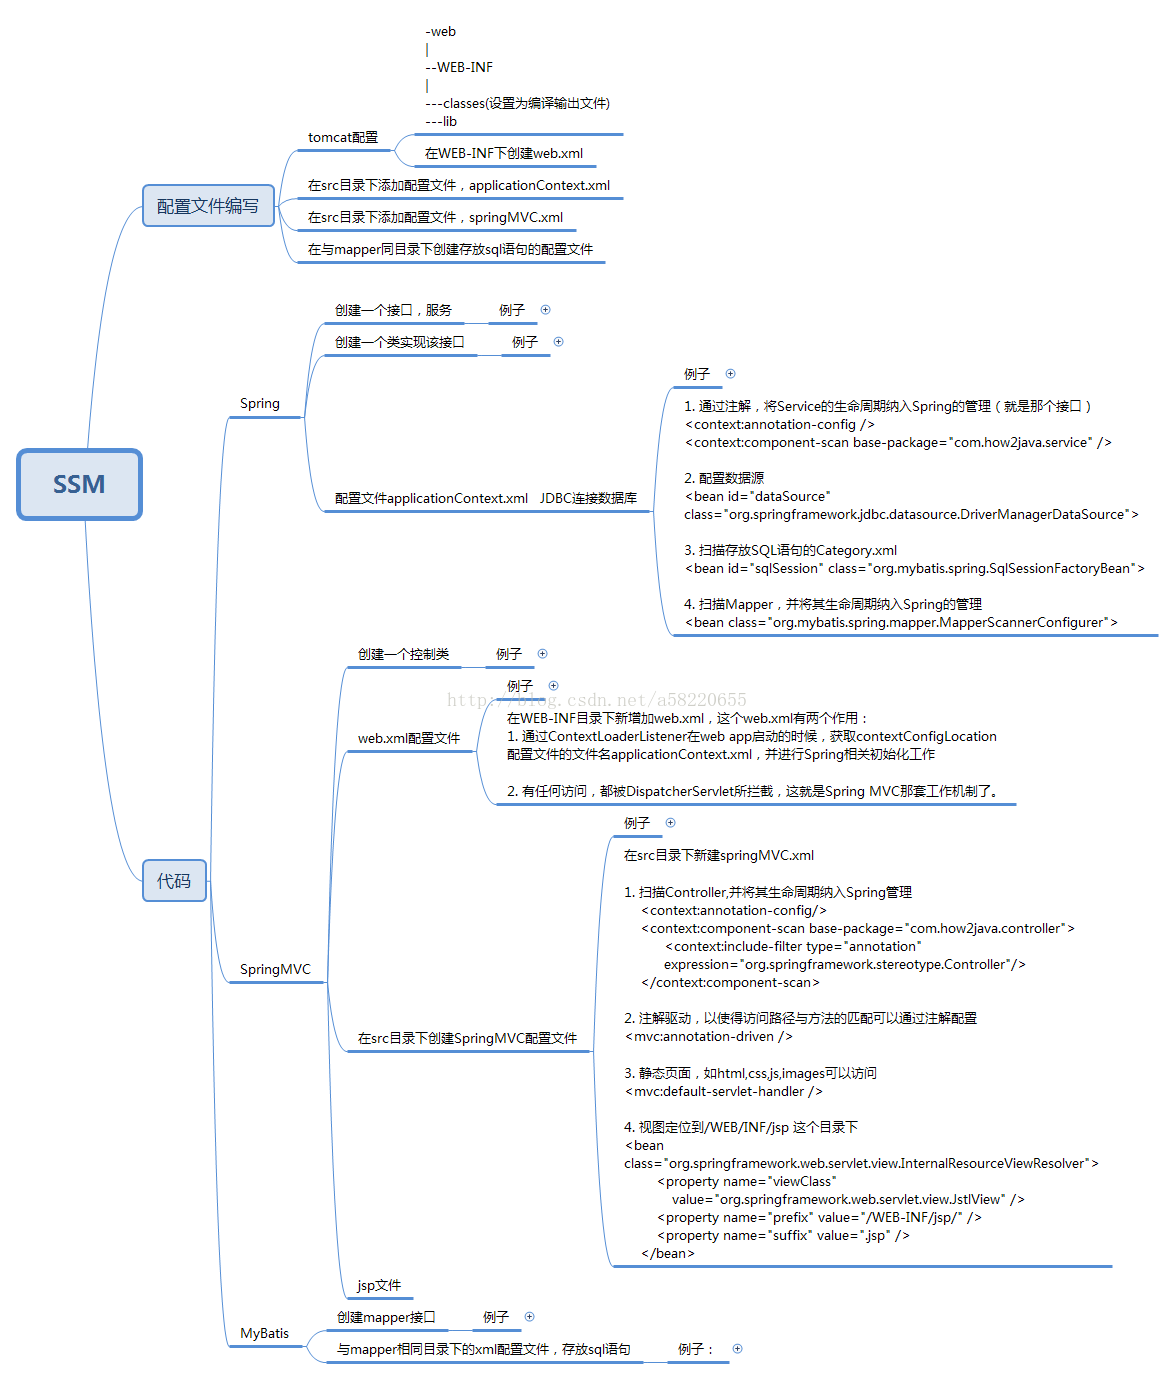 SSM
配置文件编写
tomcat配置
-web
|
--WEB-INF
|
---classes(设置为编译输出文件)
---lib
在WEB-INF下创建web.xml
在src目录下添加配置文件，applicationContext.xml
在src目录下添加配置文件，springMVC.xml
在与mapper同目录下创建存放sql语句的配置文件
代码
Spring
创建一个接口，服务
例子
创建一个类实现该接口
例子
配置文件applicationContext.xml JDBC连接数据库
例子
1. 通过注解，将Service的生命周期纳入Spring的管理（就是那个接口）
<context:annotation-config />
<context:component-scan base-package="com.how2java.service" />
2. 配置数据源
<bean id="dataSource"
class="org.springframework.jdbc.datasource.DriverManagerDataSource">
3. 扫描存放SQL语句的Category.xml
<bean id="sqlSession" class="org.mybatis.spring.SqlSessionFactoryBean">
4. 扫描Mapper，并将其生命周期纳入Spring的管理
<bean class="org.mybatis.spring.mapper.MapperScannerConfigurer">
SpringMVC
创建一个控制类
例子
web.xml配置文件
例子
http://blog.csdn.net/a58220655
在WEB-INF目录下新增加web.xml，这个web.xml有两个作用：
1. 通过ContextLoaderListener在web app启动的时候，获取contextConfigLocation
配置文件的文件名applicationContext.xml，并进行Spring相关初始化工作
2. 有任何访问，都被DispatcherServlet所拦截，这就是Spring MVC那套工作机制了。
在src目录下创建SpringMVC配置文件
例子
在src目录下新建springMVC.xml
1. 扫描Controller,并将其生命周期纳入Spring管理
<context:annotation-config/>
<context:component-scan base-package="com.how2java.controller">
<context:include-filter type="annotation"
expression="org.springframework.stereotype.Controller"/>
</context:component-scan>
2. 注解驱动，以使得访问路径与方法的匹配可以通过注解配置
<mvc:annotation-driven />
3. 静态页面，如html,css,js,images可以访问
<mvc:default-servlet-handler />
4. 视图定位到/WEB/INF/jsp 这个目录下
<bean
class="org.springframework.web.servlet.view.InternalResourceViewResolver">
<property name="viewClass"
value="org.springframework.web.servlet.view.JstlView" />
<property name="prefix" value="/WEB-INF/jsp/" />
<property name="suffix" value=".jsp" />
</bean>
jsp文件
MyBatis
创建mapper接口
例子
与mapper相同目录下的xml配置文件，存放sql语句
例子：